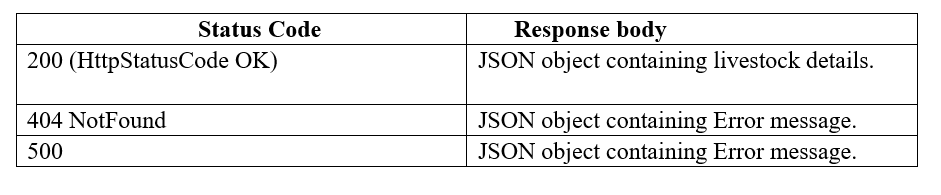 Status Code Response body
200 (HttpStatusCode OK) JSON object containing livestock details.
404 NotFound JSON object containing Error message.
500 JSON object containing Error message.